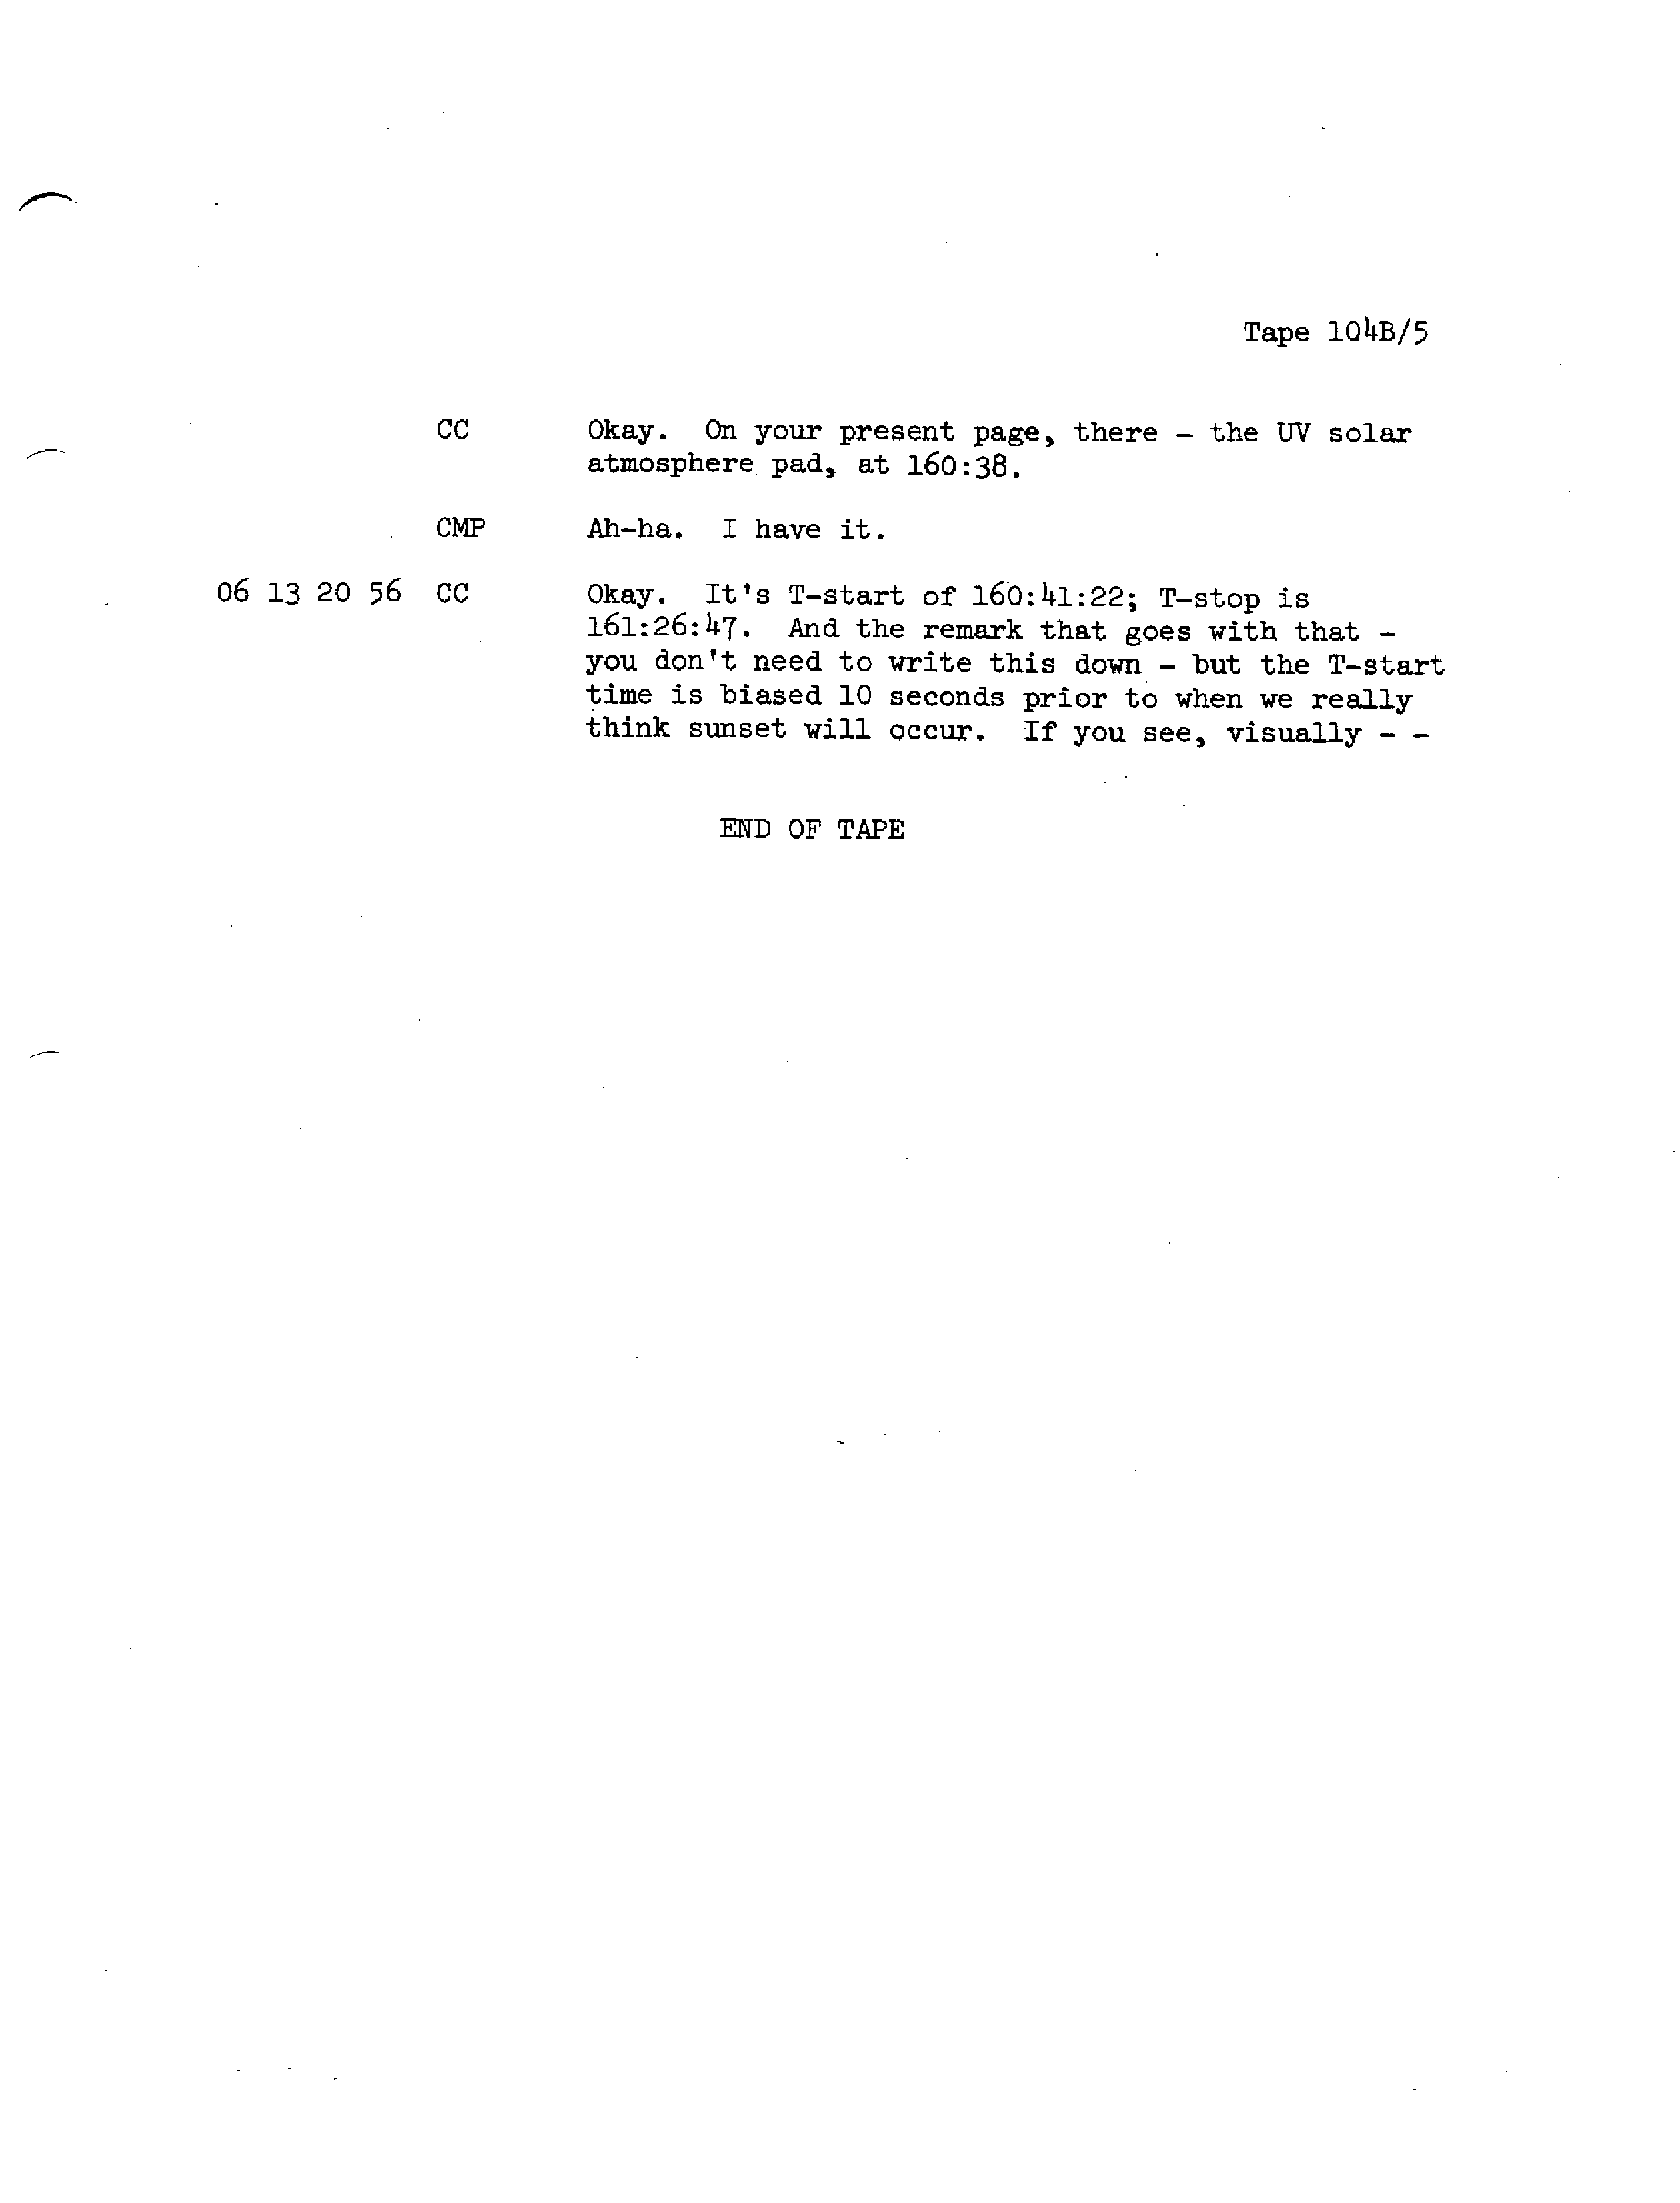 Tape 104B/5
CC Okay. On your present page, there - the UV solar
atmosphere pad, at 160:38.
CMP Ah-ha. I have it.
06 13 20 56 CC Okay. It's T-start of 160:41:22; T-stop is
161:26:47. And the remark that goes with that -
you don't need to write this down - but the T-start
time is biased 10 seconds prior to when we really
think sunset will occur. If you see, visually - -
END OF TAPE